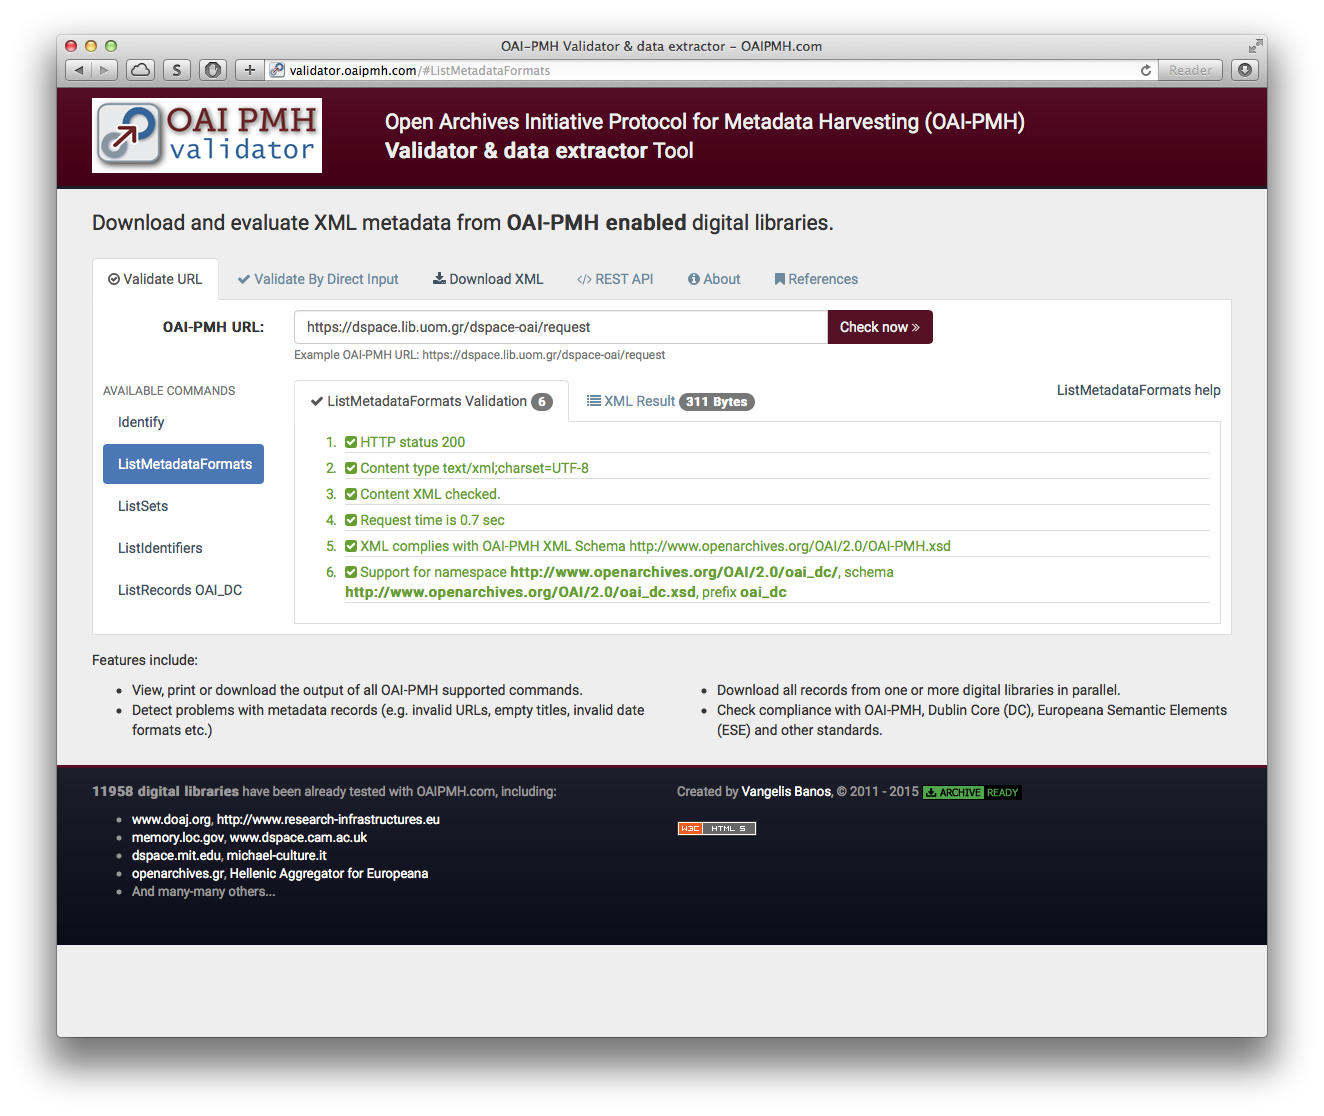 OAI-PMH Validator & data extractor – OAIPMH.com
S
validator.oaipmh.com/#ListMetadataFormats
Reader
OAI PMH
validator
Open Archives Initiative Protocol for Metadata Harvesting (OAI-PMH)
Validator & data extractor Tool
Download and evaluate XML metadata from OAI-PMH enabled digital libraries.
Validate URL
Validate By Direct Input
Download XML
</> REST API
About
References
OAI-PMH URL:
https://dspace.lib.uom.gr/dspace-oai/request
Check now »
Example OAI-PMH URL: https://dspace.lib.uom.gr/dspace-oai/request
AVAILABLE COMMANDS
Identify
ListMetadataFormats
ListSets
ListIdentifiers
ListRecords OAI_DC
ListMetadataFormats Validation 6
XML Result 311 Bytes
ListMetadataFormats help
1. HTTP status 200
2. Content type text/xml;charset=UTF-8
3. Content XML checked.
4. Request time is 0.7 sec
5. XML complies with OAI-PMH XML Schema http://www.openarchives.org/OAI/2.0/OAI-PMH.xsd
6. Support for namespace http://www.openarchives.org/OAI/2.0/oai_dc/, schema
http://www.openarchives.org/OAI/2.0/oai_dc.xsd, prefix oai_dc
Features include:
• View, print or download the output of all OAI-PMH supported commands.
• Detect problems with metadata records (e.g. invalid URLs, empty titles, invalid date
formats etc.)
• Download all records from one or more digital libraries in parallel.
• Check compliance with OAI-PMH, Dublin Core (DC), Europeana Semantic Elements
(ESE) and other standards.
11958 digital libraries have been already tested with OAIPMH.com, including:
• www.doaj.org, http://www.research-infrastructures.eu
• memory.loc.gov, www.dspace.cam.ac.uk
• dspace.mit.edu, michael-culture.it
• openarchives.gr, Hellenic Aggregator for Europeana
• And many-many others...
Created by Vangelis Banos, © 2011 - 2015 ARCHIVE READY
W3C HTML 5